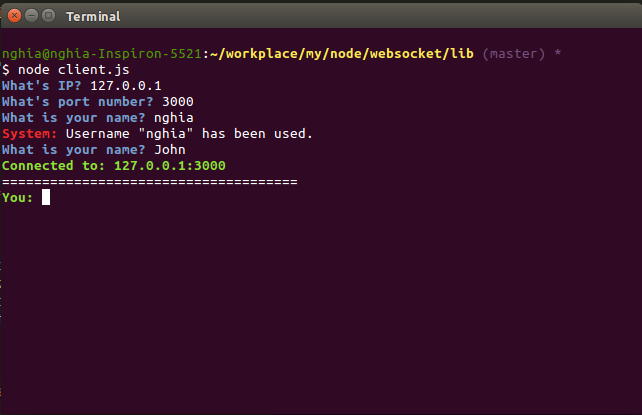 Terminal
nghia@nghia-Inspiron-5521:~/workplace/my/node/websocket/lib (master) *
$ node client.js
What's IP? 127.0.0.1
What's port number? 3000
What is your name? nghia
System: Username "nghia" has been used.
What is your name? John
Connected to: 127.0.0.1:3000
=====================================
You: